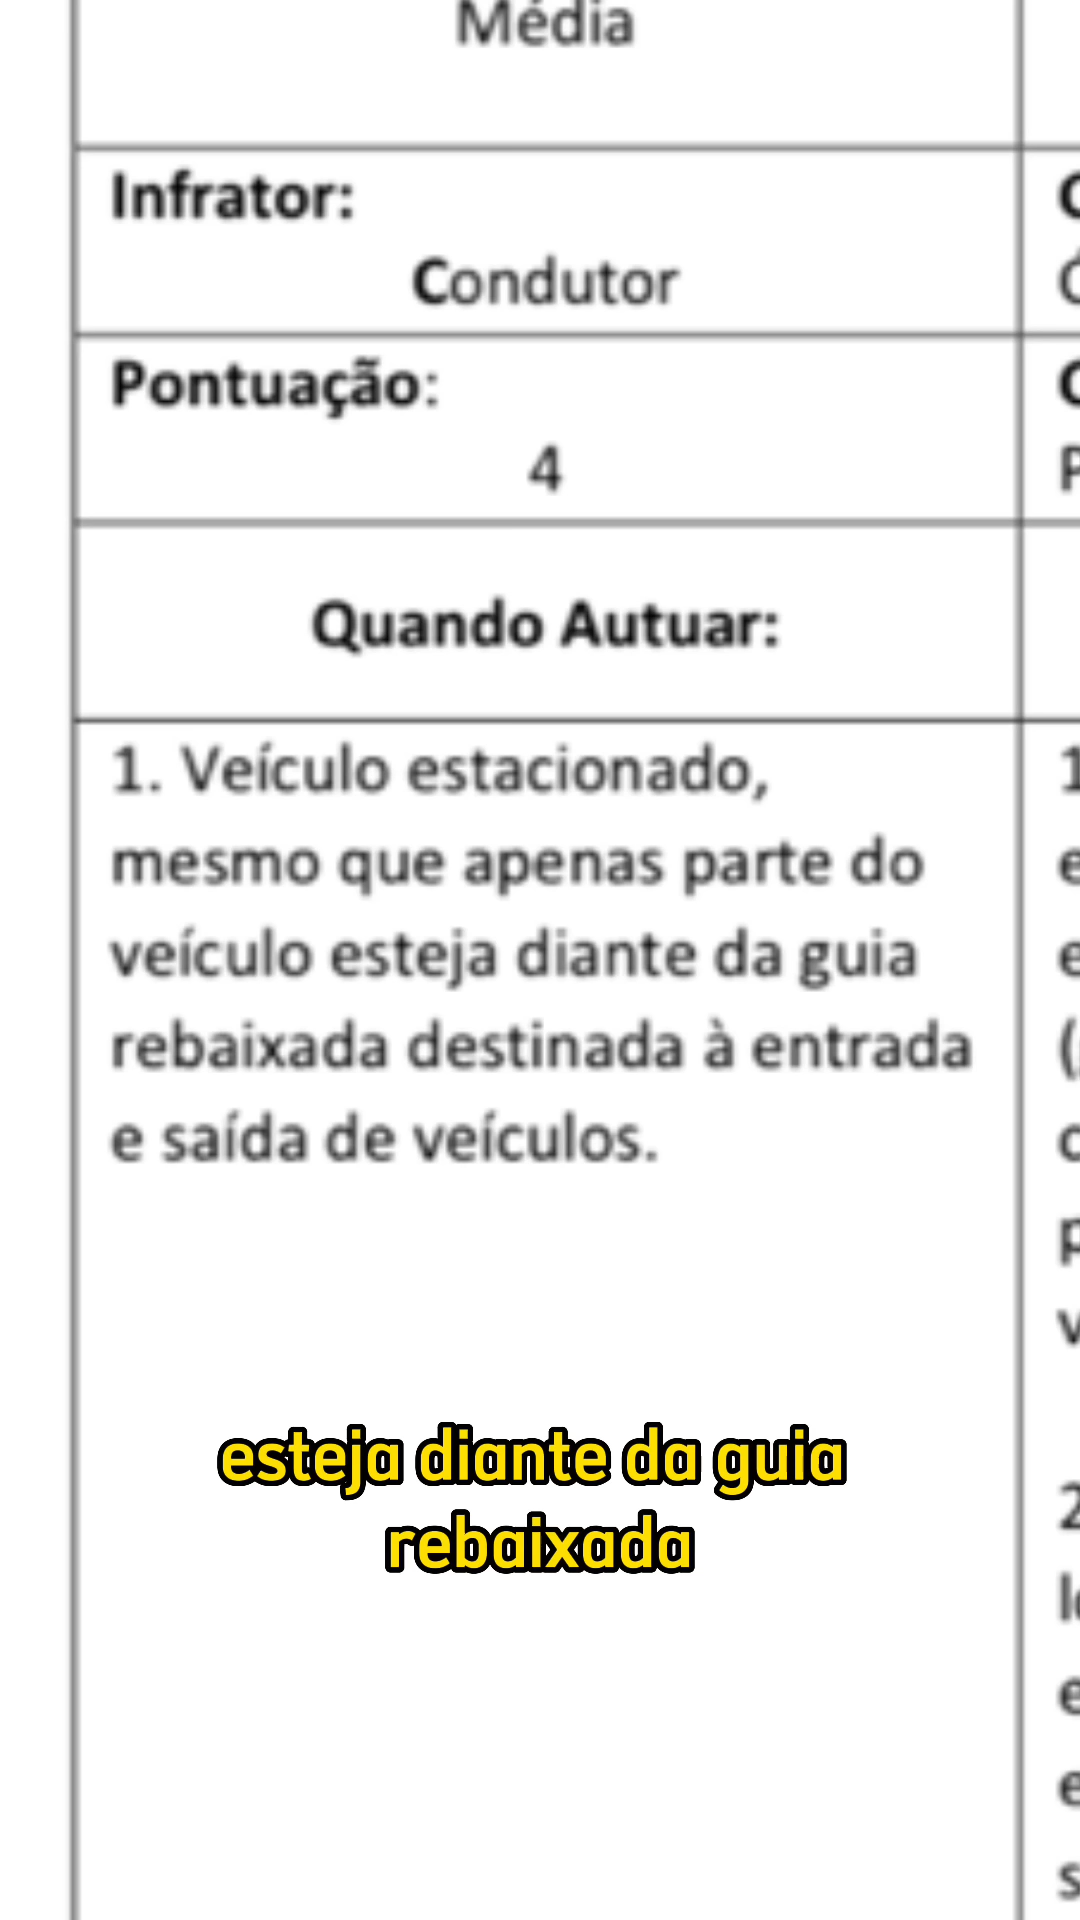 Média
Infrator:
Condutor
Pontuação:
4
Quando Autuar:
1. Veículo estacionado,
mesmo que apenas parte do
veículo esteja diante da guia
rebaixada destinada à entrada
e saída de veículos.
esteja diante da guia
rebaixada